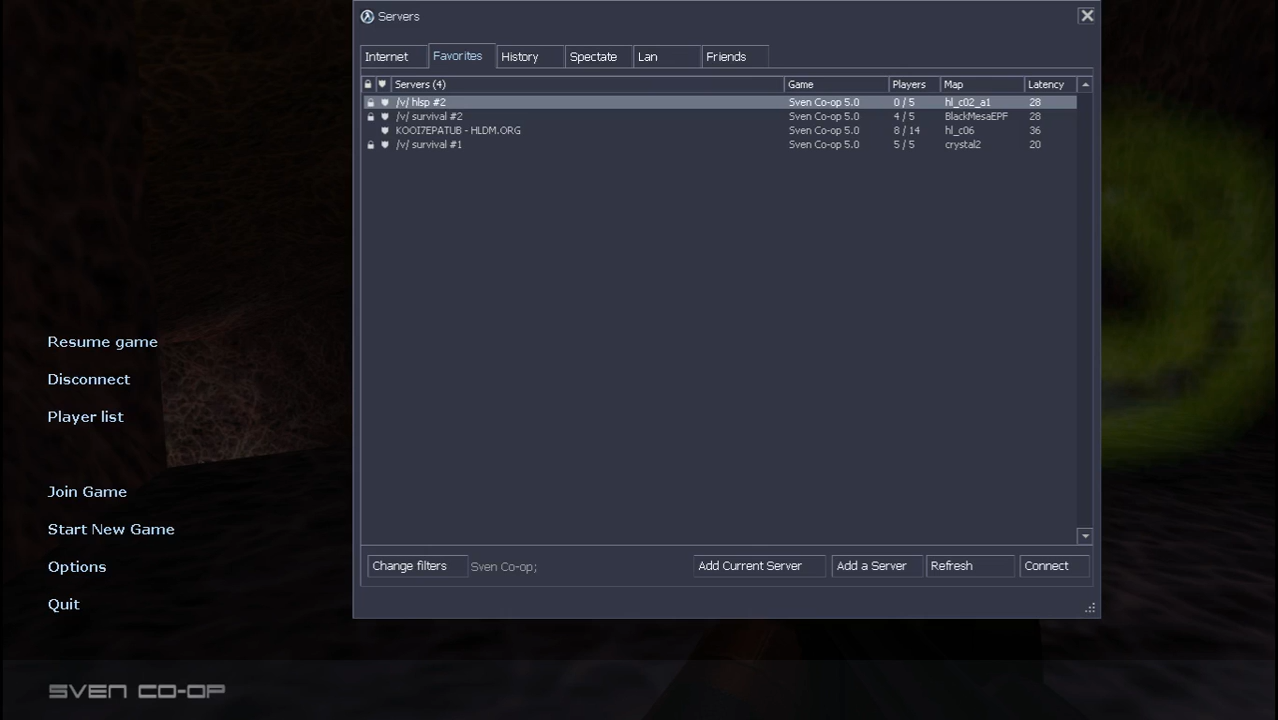 Servers
Internet Favorites History Spectate Lan Friends
Servers (4) Game Players Map Latency
/v/ hlsp #2 Sven Co-op 5.0 0 / 5 hl_c02_a1 28
/v/ survival #2 Sven Co-op 5.0 4 / 5 BlackMesaEPF 28
KOOI7EPATUB - HLDM.ORG Sven Co-op 5.0 8 / 14 hl_c06 36
/v/ survival #1 Sven Co-op 5.0 5 / 5 crystal2 20
Resume game
Disconnect
Player list
Join Game
Start New Game
Options
Quit
Change filters Sven Co-op; Add Current Server Add a Server Refresh Connect
SVEN CO-OP